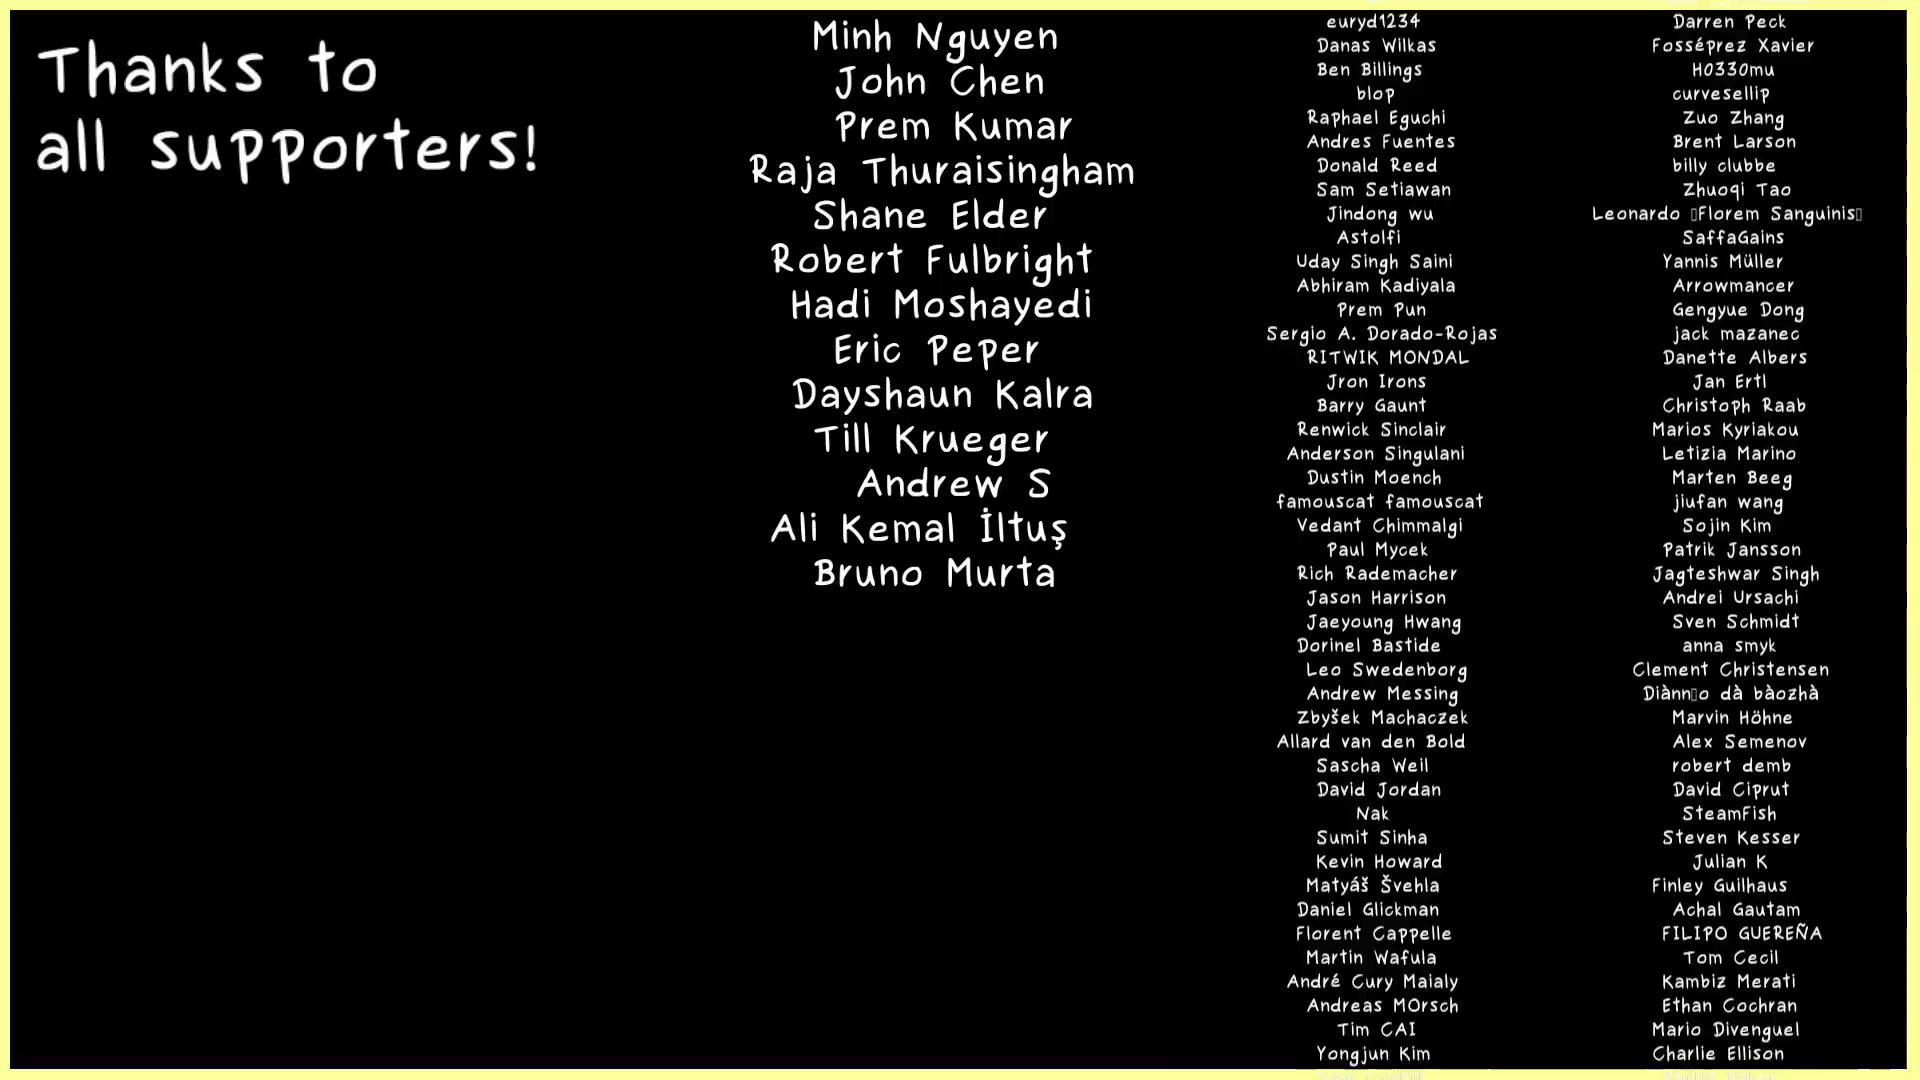 Thanks to
all supporters!
Minh Nguyen
John Chen
Prem Kumar
Raja Thuraisingham
Shane Elder
Robert Fulbright
Hadi Moshayedi
Eric Peper
Dayshaun Kalra
Till Krueger
Andrew S
Ali Kemal İltuş
Bruno Murta
euryd1234
Danas Wilkas
Ben Billings
blop
Raphael Eguchi
Andres Fuentes
Donald Reed
Sam Setiawan
Jindong wu
Astolfi
Uday Singh Saini
Abhiram Kadiyala
Prem Pun
Sergio A. Dorado-Rojas
RITWIK MONDAL
Jron Irons
Barry Gaunt
Renwick Sinclair
Anderson Singulani
Dustin Moench
famouscat famouscat
Vedant Chimmalgi
Paul Mycek
Rich Rademacher
Jason Harrison
Jaeyoung Hwang
Dorinel Bastide
Leo Swedenborg
Andrew Messing
Zbyšek Machaczek
Allard van den Bold
Sascha Weil
David Jordan
Nak
Sumit Sinha
Kevin Howard
Matyáš Švehla
Daniel Glickman
Florent Cappelle
Martin Wafula
André Cury Maialy
Andreas MOrsch
Tim CAI
Yongjun Kim
Darren Peck
Fosséprez Xavier
H0330mu
curvesellip
Zuo Zhang
Brent Larson
billy clubbe
Zhuoqi Tao
Leonardo ▯Florem Sanguinis▯
SaffaGains
Yannis Müller
Arrowmancer
Gengyue Dong
jack mazanec
Danette Albers
Jan Ertl
Christoph Raab
Marios Kyriakou
Letizia Marino
Marten Beeg
jiufan wang
Sojin Kim
Patrik Jansson
Jagteshwar Singh
Andrei Ursachi
Sven Schmidt
anna smyk
Clement Christensen
Diànn▯o dà bàozhà
Marvin Höhne
Alex Semenov
robert demb
David Ciprut
SteamFish
Steven Kesser
Julian K
Finley Guilhaus
Achal Gautam
FILIPO GUEREÑA
Tom Cecil
Kambiz Merati
Ethan Cochran
Mario Divenguel
Charlie Ellison